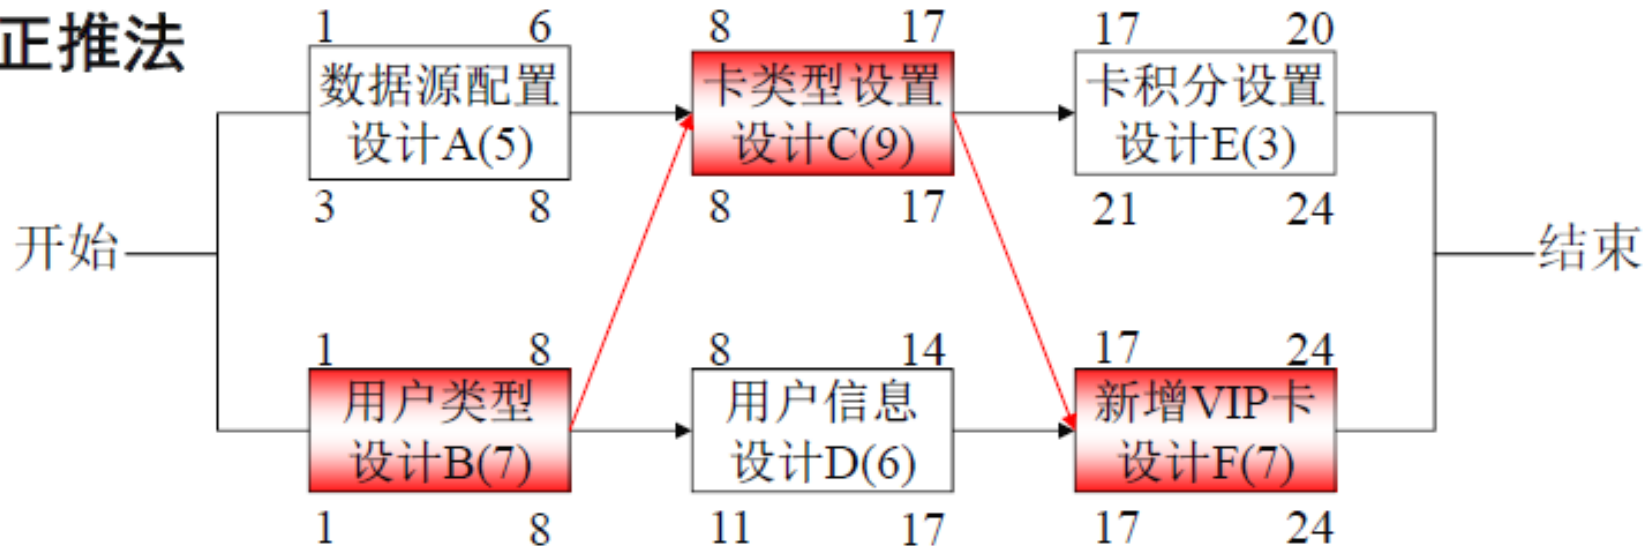 正推法
1 6 8 17 17 20
数据源配置 卡类型设置 卡积分设置
设计A(5) 设计C(9) 设计E(3)
3 8 8 17 21 24
开始 结束
1 8 8 14 17 24
用户类型 用户信息 新增VIP卡
设计B(7) 设计D(6) 设计F(7)
1 8 11 17 17 24